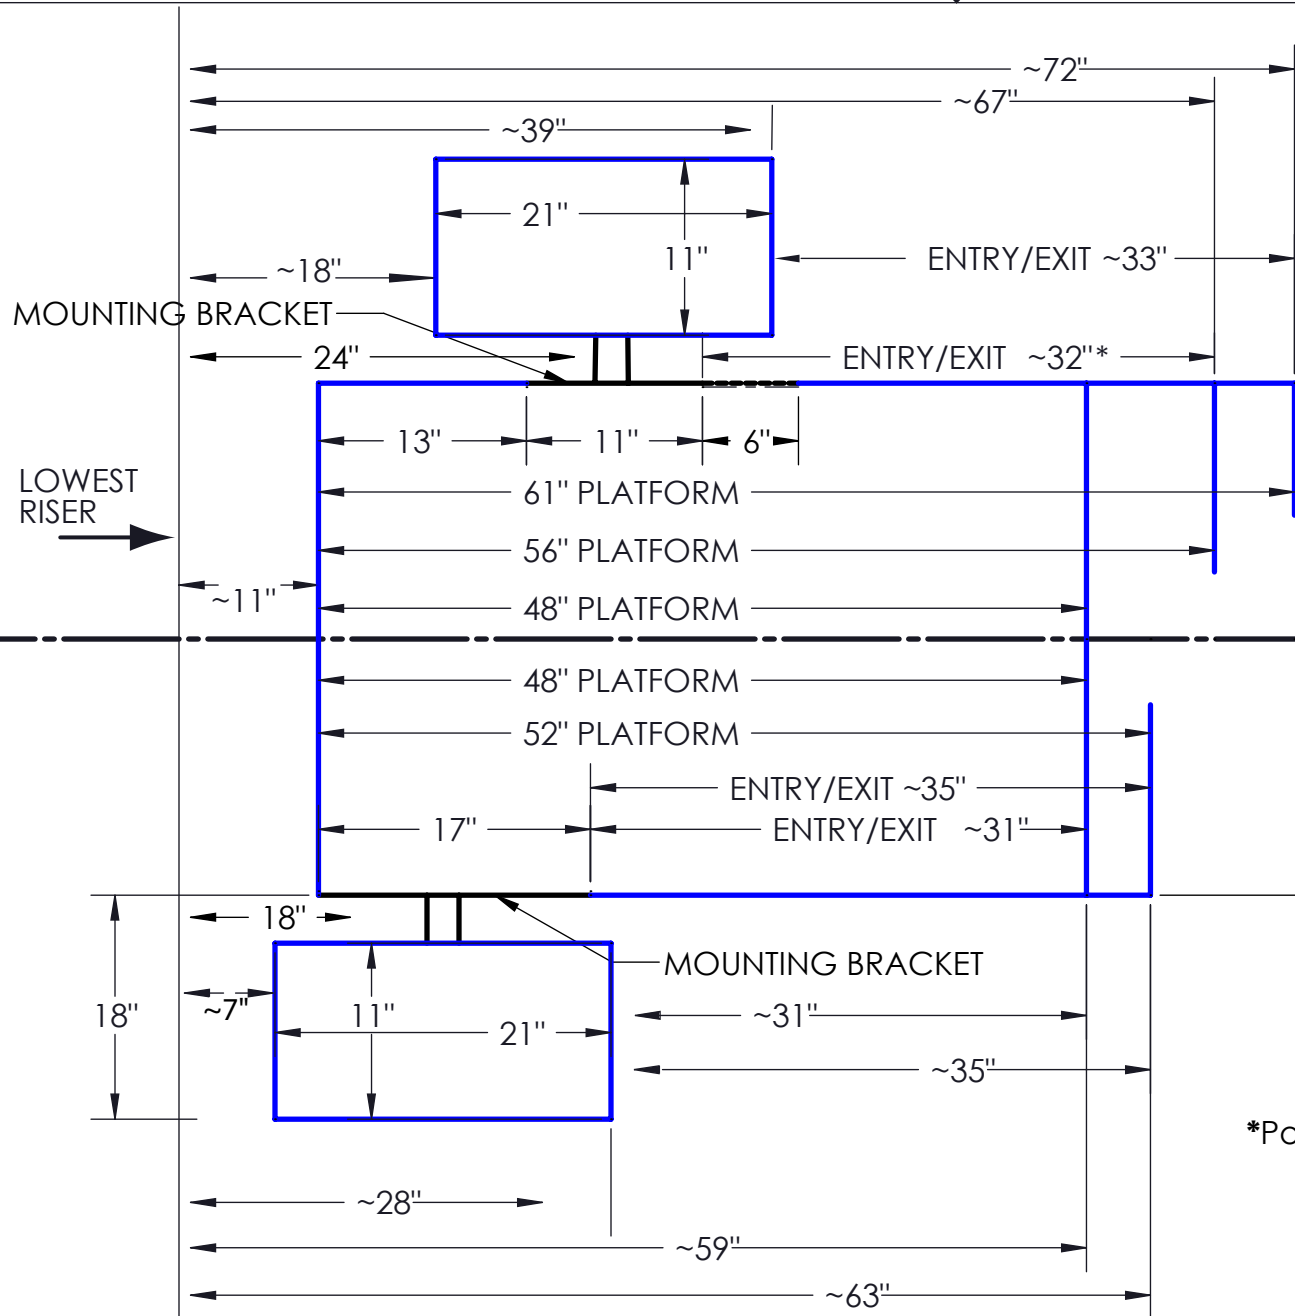 ~72"
~67"
~39"
21"
11"
ENTRY/EXIT ~33"
~18"
MOUNTING BRACKET
24"
ENTRY/EXIT ~32"*
13"
11"
6"
LOWEST
RISER
61" PLATFORM
56" PLATFORM
~11"
48" PLATFORM
48" PLATFORM
52" PLATFORM
ENTRY/EXIT ~35"
17"
ENTRY/EXIT ~31"
18"
MOUNTING BRACKET
~7"
18"
11"
21"
~31"
~35"
~28"
~59"
~63"